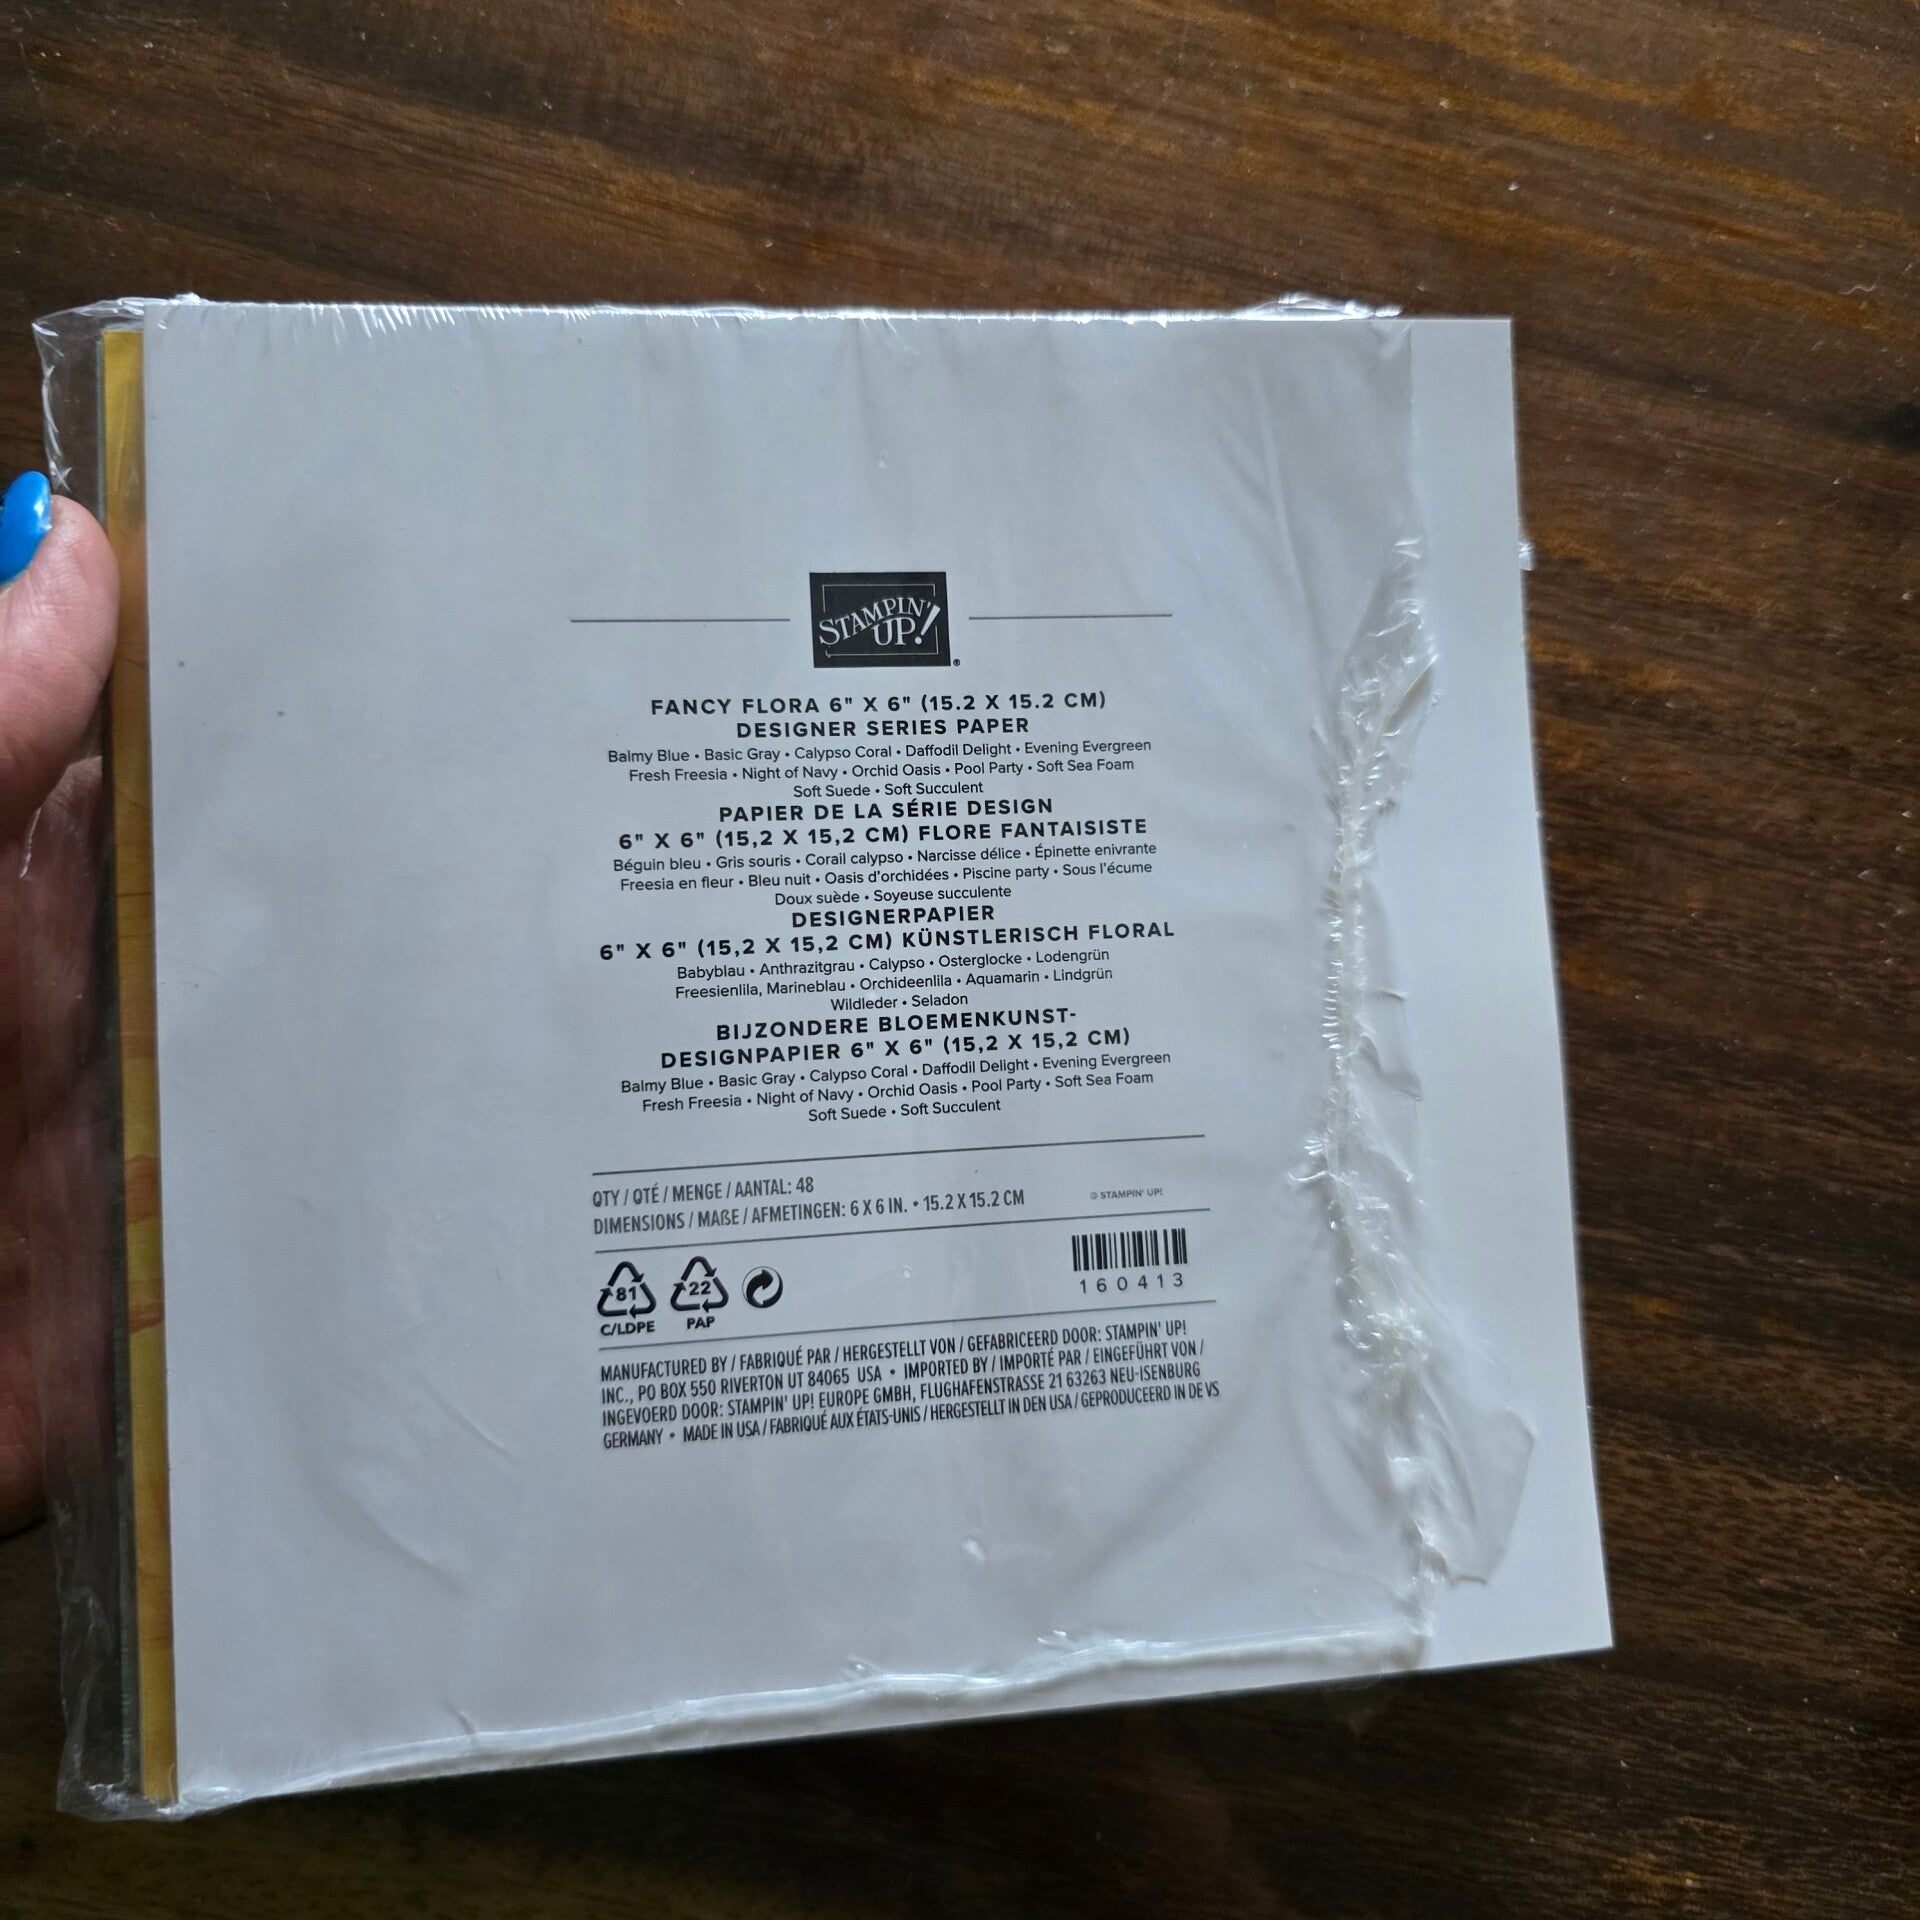 STAMPIN' UP!®
FANCY FLORA 6" X 6" (15.2 X 15.2 CM)
DESIGNER SERIES PAPER
Balmy Blue • Basic Gray • Calypso Coral • Daffodil Delight • Evening Evergreen
Fresh Freesia • Night of Navy • Orchid Oasis • Pool Party • Soft Sea Foam
Soft Suede • Soft Succulent
PAPIER DE LA SÉRIE DESIGN
6" X 6" (15,2 X 15,2 CM) FLORE FANTAISISTE
Béguin bleu • Gris souris • Corail calypso • Narcisse délice • Épinette enivrante
Freesia en fleur • Bleu nuit • Oasis d'orchidées • Piscine party • Sous l'écume
Doux suède • Soyeuse succulente
DESIGNERPAPIER
6" X 6" (15,2 X 15,2 CM) KÜNSTLERISCH FLORAL
Babyblau • Anthrazitgrau • Calypso • Osterglocke • Lodengrün
Freesienlila, Marineblau • Orchideenlila • Aquamarin • Lindgrün
Wildleder • Seladon
BIJZONDERE BLOEMENKUNST-
DESIGNPAPIER 6" X 6" (15,2 X 15,2 CM)
Balmy Blue • Basic Gray • Calypso Coral • Daffodil Delight • Evening Evergreen
Fresh Freesia • Night of Navy • Orchid Oasis • Pool Party • Soft Sea Foam
Soft Suede • Soft Succulent
QTY / QTÉ / MENGE / AANTAL: 48
DIMENSIONS / MAßE / AFMETINGEN: 6 X 6 IN. • 15.2 X 15.2 CM
© STAMPIN' UP!
81
C/LDPE
22
PAP
160413
MANUFACTURED BY / FABRIQUÉ PAR / HERGESTELLT VON / GEFABRICEERD DOOR: STAMPIN' UP!
INC., PO BOX 550 RIVERTON UT 84065 USA • IMPORTED BY / IMPORTÉ PAR / EINGEFÜHRT VON /
INGEVOERD DOOR: STAMPIN' UP! EUROPE GMBH, FLUGHAFENSTRASSE 21 63263 NEU-ISENBURG
GERMANY • MADE IN USA / FABRIQUÉ AUX ÉTATS-UNIS / HERGESTELLT IN DEN USA / GEPRODUCEERD IN DE VS